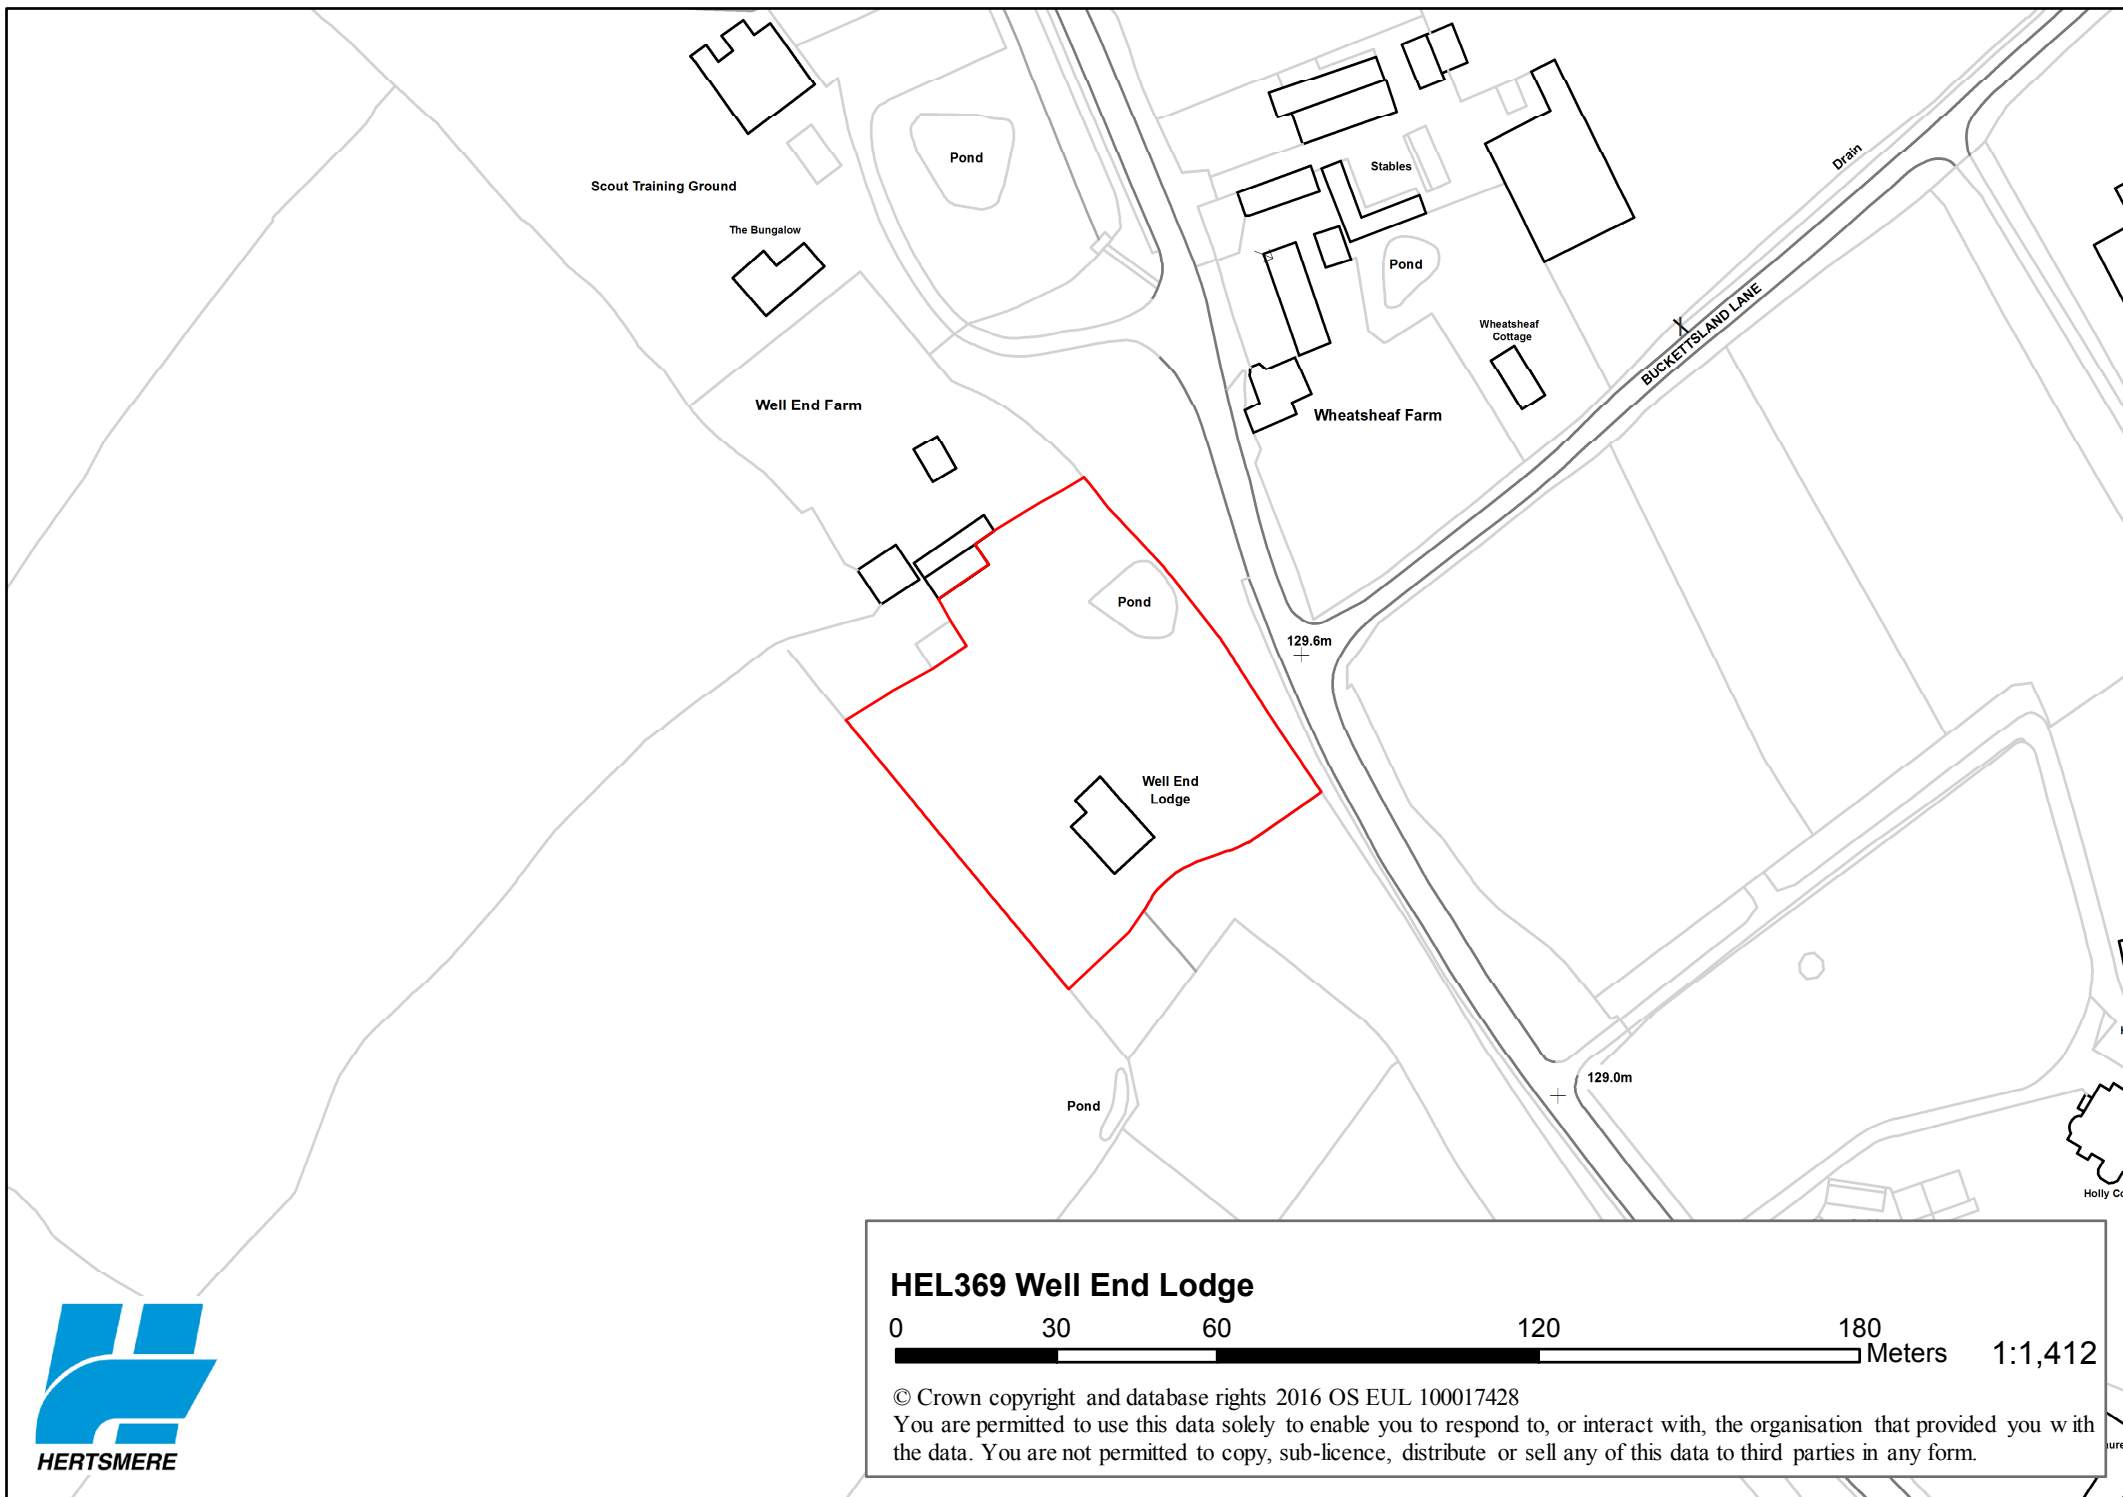 Pond
Scout Training Ground
The Bungalow
Stables
Drain
Pond
Wheatsheaf
Cottage
BUCKETTSLAND LANE
Well End Farm
Wheatsheaf Farm
Pond
129.6m
Well End
Lodge
129.0m
Pond
Holly Co
HEL369 Well End Lodge
0 30 60 120 180
Meters 1:1,412
© Crown copyright and database rights 2016 OS EUL 100017428
You are permitted to use this data solely to enable you to respond to, or interact with, the organisation that provided you with
the data. You are not permitted to copy, sub-licence, distribute or sell any of this data to third parties in any form.
HERTSMERE